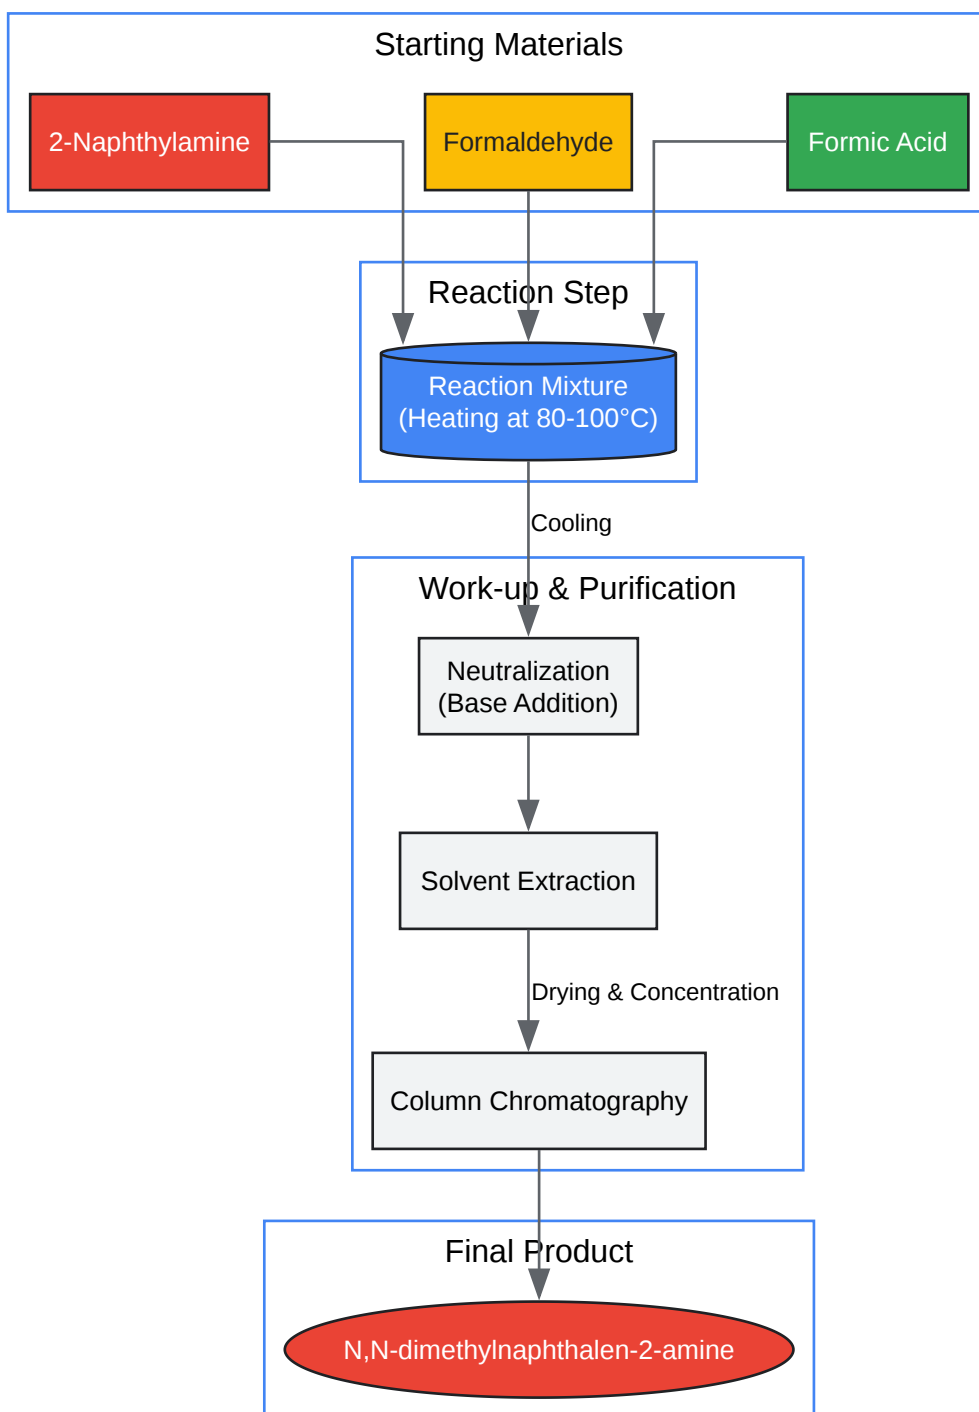 Starting Materials
2-Naphthylamine
Formaldehyde
Formic Acid
Reaction Step
Reaction Mixture
(Heating at 80-100°C)
Cooling
Work-up & Purification
Neutralization
(Base Addition)
Solvent Extraction
Drying & Concentration
Column Chromatography
Final Product
N,N-dimethylnaphthalen-2-amine